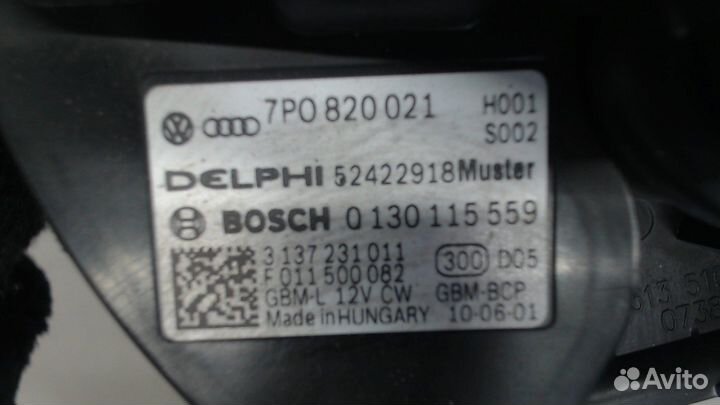 7P0 820 021 H001
S002
DELPHI 52422918Muster
BOSCH 0 130 115 559
3 137 231 011 300 D05
F 011 500 082
GBM-L 12V CW GBM-BCP
Made in HUNGARY 10-06-01
Avito